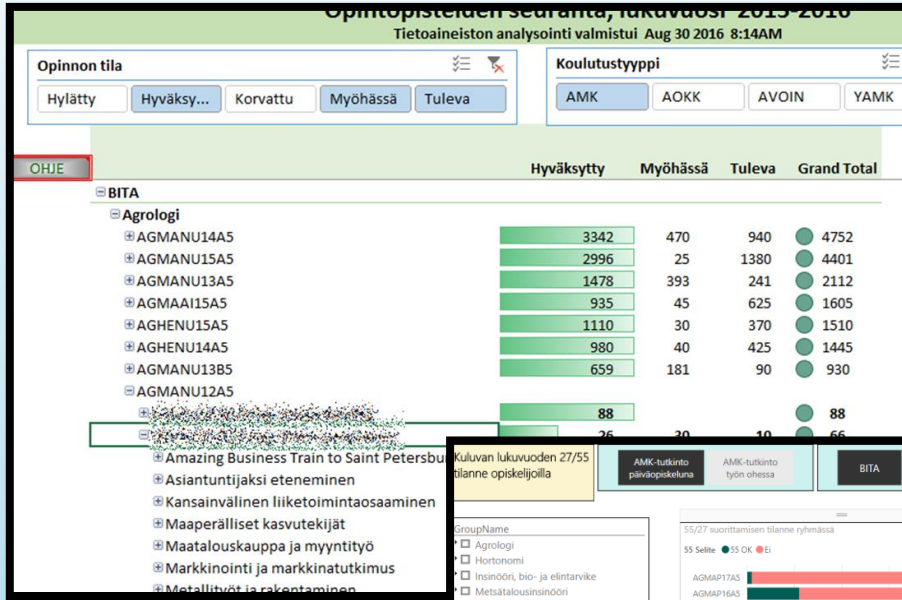 Opintopisteiden seuranta, lukuvuosi 2015-2016
Tietoaineiston analysointi valmistui Aug 30 2016 8:14AM
Opinnon tila
Hylätty Hyväksy... Korvattu Myöhässä Tuleva
Koulutustyyppi
AMK AOKK AVOIN YAMK
OHJE
Hyväksytty Myöhässä Tuleva Grand Total
BITA
Agrologi
AGMANU14A5 3342 470 940 4752
AGMANU15A5 2996 25 1380 4401
AGMANU13A5 1478 393 241 2112
AGMAAI15A5 935 45 625 1605
AGHENU15A5 1110 30 370 1510
AGHENU14A5 980 40 425 1445
AGMANU13B5 659 181 90 930
AGMANU12A5
88 88
26 30 10 66
Amazing Business Train to Saint Petersbu
Asiantuntijaksi eteneminen
Kansainvälinen liiketoimintaosaaminen
Maaperälliset kasvutekijät
Maatalouskauppa ja myyntityö
Markkinointi ja markkinatutkimus
Metallityöt ja rakentaminen
Kuluvan lukuvuoden 27/55
tilanne opiskelijoilla
AMK-tutkinto
päiväopiskeluna
AMK-tutkinto
työn ohessa
BITA
GroupName
Agrologi
Hortonomi
Insinööri, bio- ja elintarvike
Metsätalousinsinööri
55/27 suorittamisen tilanne ryhmässä
55 Selite 55 OK Ei
AGMAP17A5
AGMAP16A5